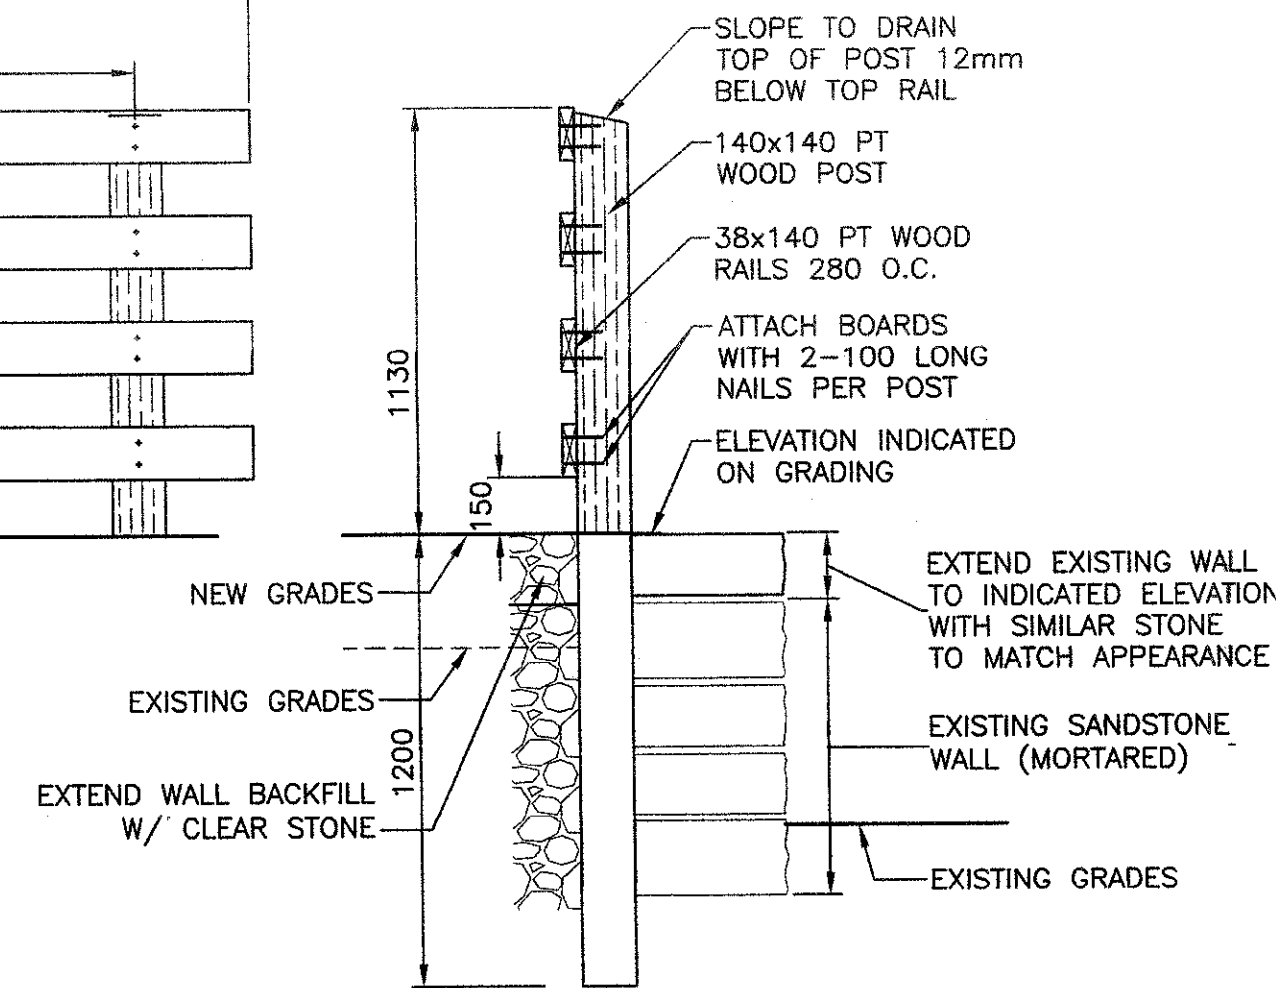 SLOPE TO DRAIN
TOP OF POST 12mm
BELOW TOP RAIL
140x140 PT
WOOD POST
38x140 PT WOOD
RAILS 280 O.C.
ATTACH BOARDS
WITH 2-100 LONG
NAILS PER POST
ELEVATION INDICATED
ON GRADING
1130
150
NEW GRADES
EXISTING GRADES
1200
EXTEND WALL BACKFILL
W/ CLEAR STONE
EXTEND EXISTING WALL
TO INDICATED ELEVATION
WITH SIMILAR STONE
TO MATCH APPEARANCE
EXISTING SANDSTONE
WALL (MORTARED)
EXISTING GRADES